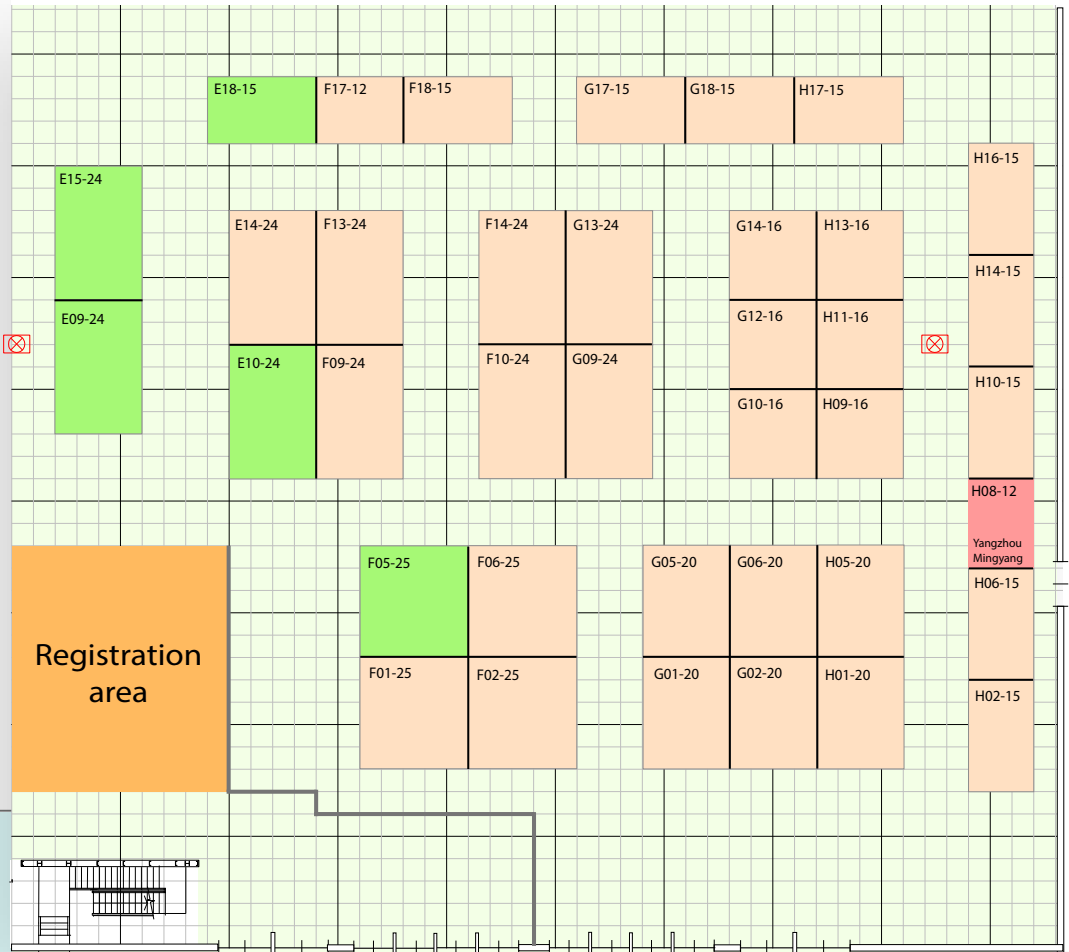 E18-15
F17-12
F18-15
G17-15
G18-15
H17-15
H16-15
E15-24
E14-24
F13-24
F14-24
G13-24
G14-16
H13-16
H14-15
E09-24
G12-16
H11-16
E10-24
F09-24
F10-24
G09-24
H10-15
G10-16
H09-16
H08-12
Yangzhou
Mingyang
F05-25
F06-25
G05-20
G06-20
H05-20
H06-15
Registration
area
F01-25
F02-25
G01-20
G02-20
H01-20
H02-15